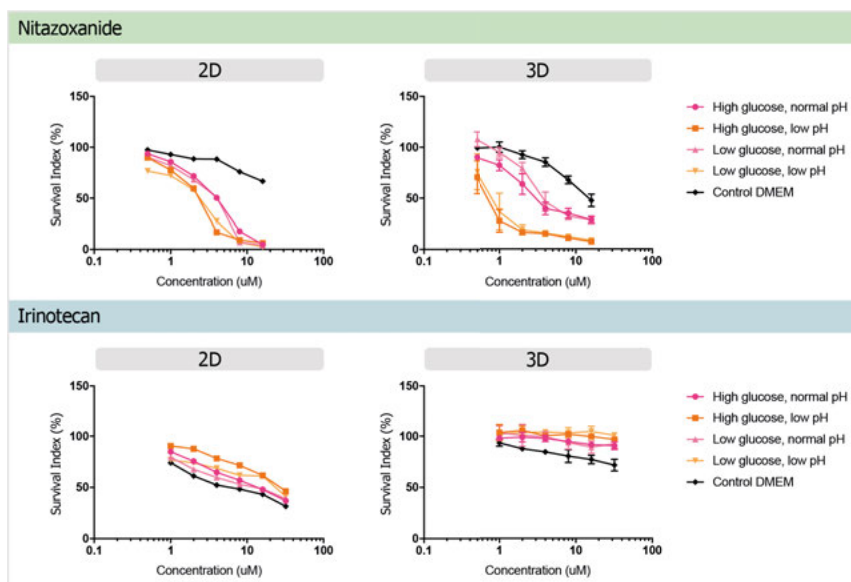 Nitazoxanide
2D
3D
150
100
50
0
Survival Index (%)
0.1
1
10
100
Concentration (uM)
150
100
50
0
Survival Index (%)
0.1
1
10
100
Concentration (uM)
High glucose, normal pH
High glucose, low pH
Low glucose, normal pH
Low glucose, low pH
Control DMEM
Irinotecan
2D
3D
150
100
50
0
Survival Index (%)
0.1
1
10
100
Concentration (uM)
150
100
50
0
Survival Index (%)
0.1
1
10
100
Concentration (uM)
High glucose, normal pH
High glucose, low pH
Low glucose, normal pH
Low glucose, low pH
Control DMEM